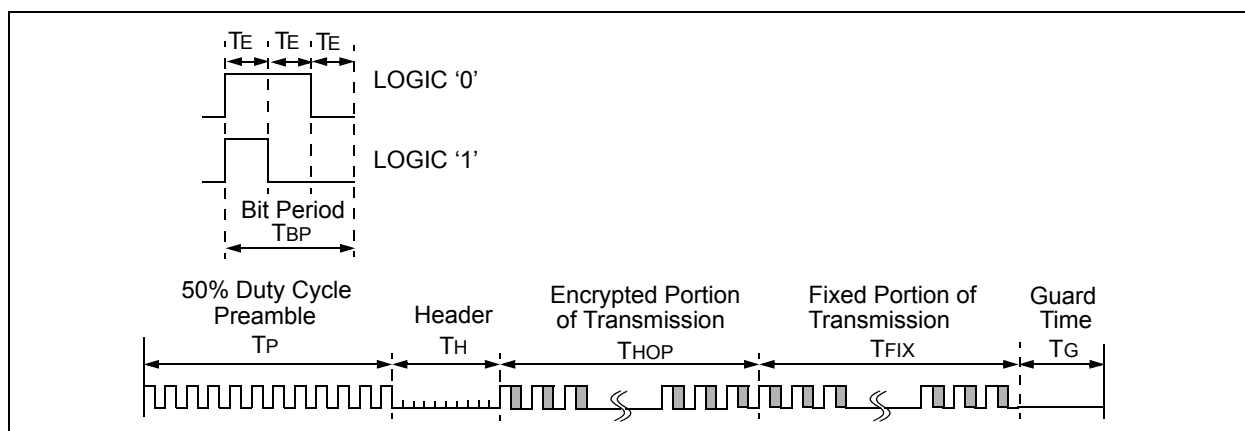 TE TE TE
LOGIC ‘0’
LOGIC ‘1’
Bit Period
TBP
50% Duty Cycle
Preamble
TP
Header
TH
Encrypted Portion
of Transmission
THOP
Fixed Portion of
Transmission
TFIX
Guard
Time
TG